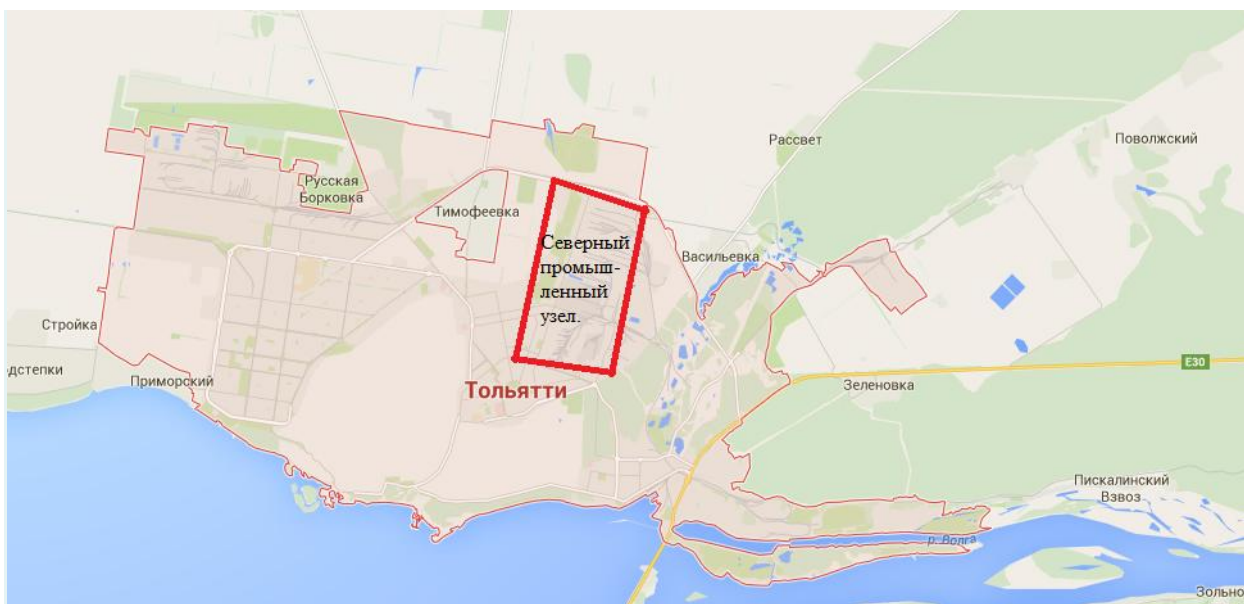 Рассвет
Поволжский
Русская
Борковка
Тимофеевка
Северный
промыш-
ленный
узел.
Васильевка
Стройка
дстепки
Приморский
Тольятти
Зеленовка
E30
Пискалинский
Взвоз
р. Волга
Зольно